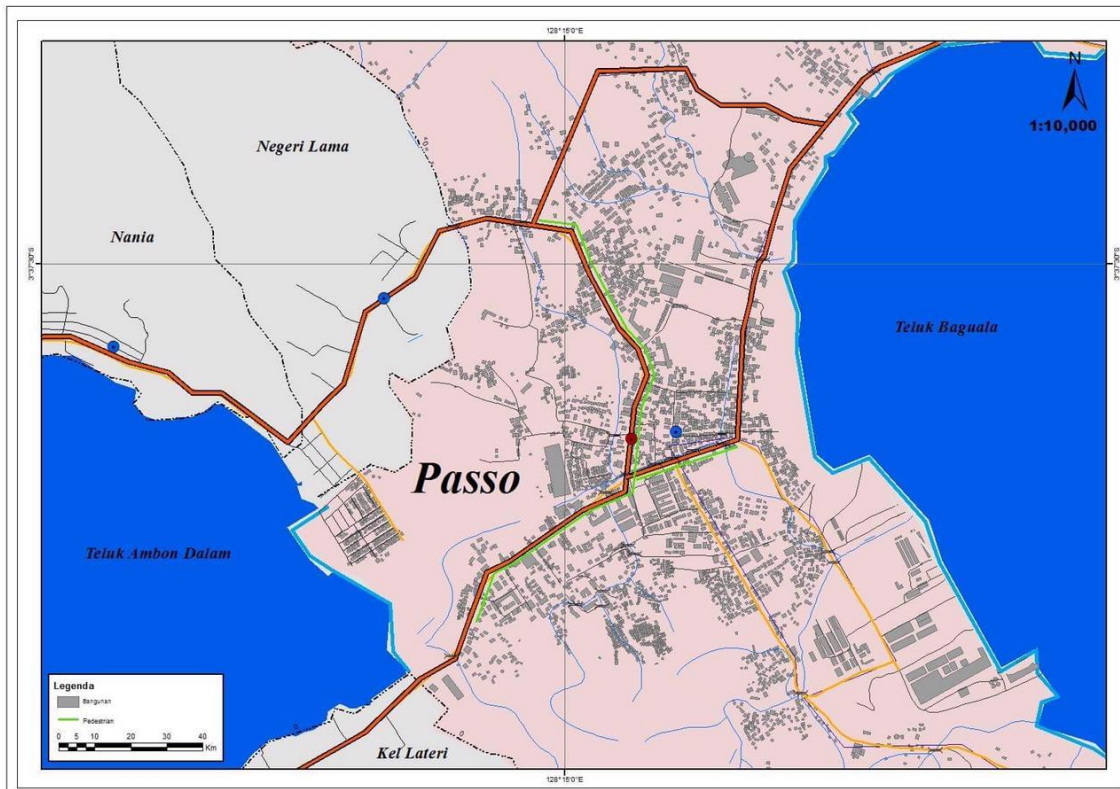 128°15'0"E
N
1:10,000
Negeri Lama
Nania
3°37'30"S
3°37'30"S
Teluk Baguala
Passo
Teluk Ambon Dalam
Legenda
Bangunan
Pedestrian
0 5 10 20 30 40
Km
Kel Lateri
128°15'0"E